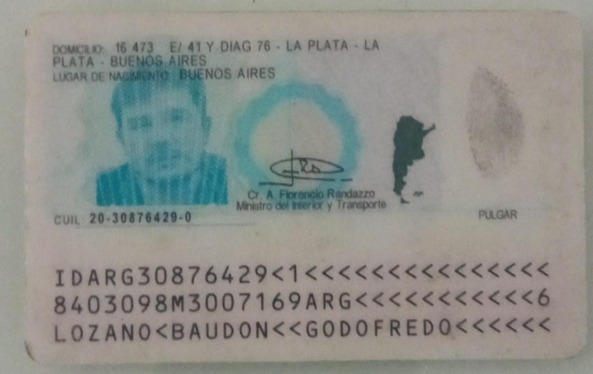 DOMICILIO: 16 473 E/ 41 Y DIAG 76 - LA PLATA - LA
PLATA - BUENOS AIRES
LUGAR DE NACIMIENTO: BUENOS AIRES
Cr. A. Florencio Randazzo
Ministro del Interior y Transporte
CUIL: 20-30876429-0
PULGAR
IDARG30876429<1<<<<<<<<<<<<<<<
8403098M3007169ARG<<<<<<<<<<<6
LOZANO<BAUDON<<GODOFREDO<<<<<<